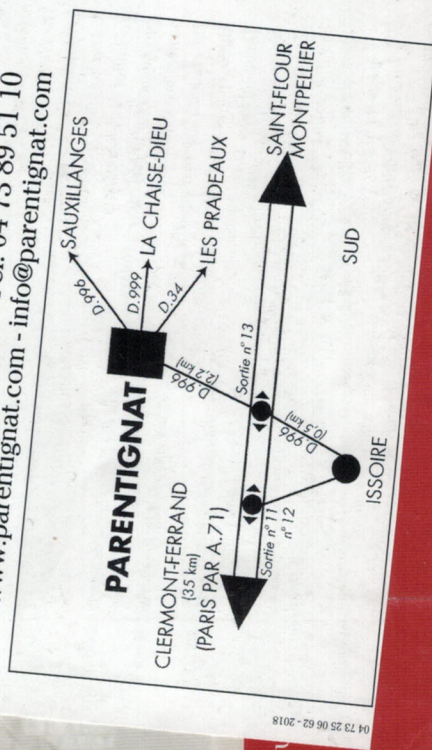 Tél. 04 73 89 51 10
www.parentignat.com - info@parentignat.com
SAUXILLANGES
D.996
D.999
LA CHAISE-DIEU
D.34
LES PRADEAUX
PARENTIGNAT
D.996
(2,2 km)
CLERMONT-FERRAND
(35 km)
(PARIS PAR A.71)
Sortie n° 13
SAINT-FLOUR
MONTPELLIER
Sortie n° 11
n° 12
D.996
(0,5 km)
SUD
ISSOIRE
04 73 25 06 62 - 2018